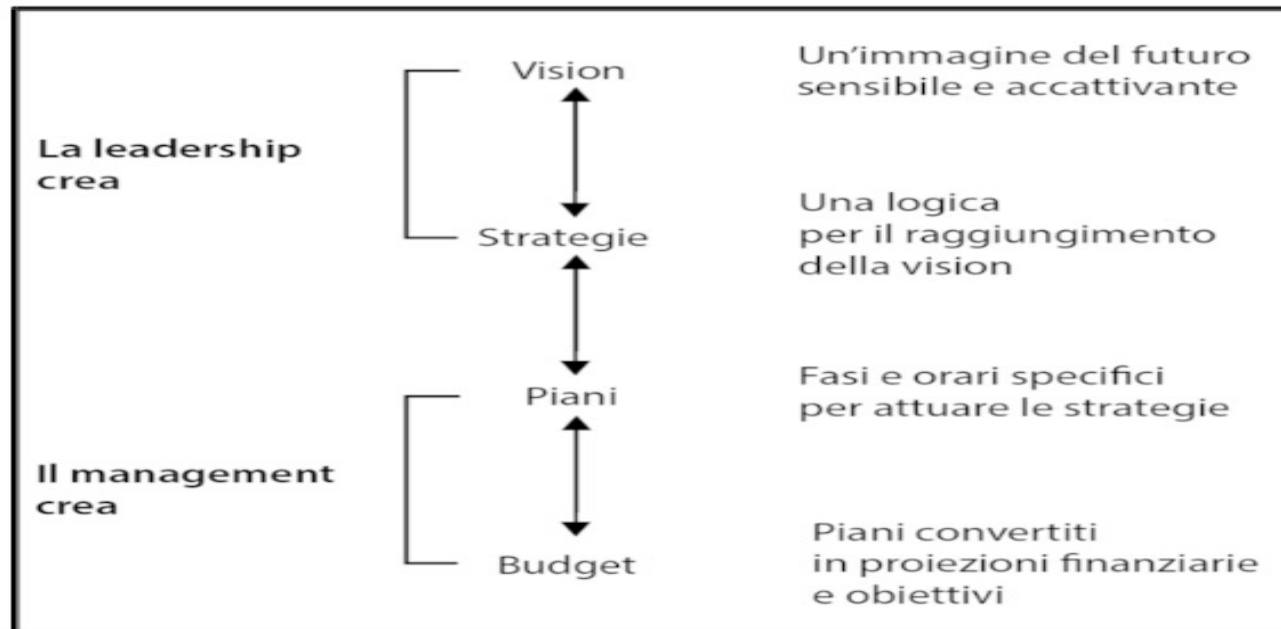 La leadership
crea
Vision
Un’immagine del futuro
sensibile e accattivante
Strategie
Una logica
per il raggiungimento
della vision
Il management
crea
Piani
Fasi e orari specifici
per attuare le strategie
Budget
Piani convertiti
in proiezioni finanziarie
e obiettivi